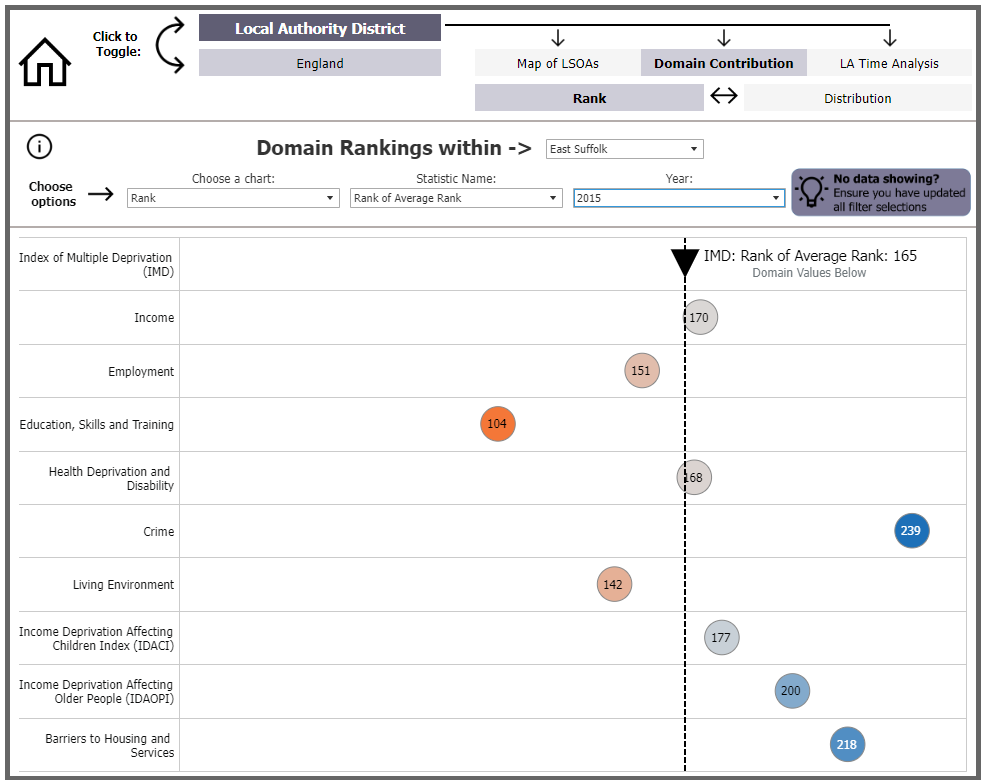 Click to
Toggle:
Local Authority District
England
Map of LSOAs
Domain Contribution
LA Time Analysis
Rank
Distribution
i
Domain Rankings within ->
East Suffolk
Choose
options
Choose a chart:
Rank
Statistic Name:
Rank of Average Rank
Year:
2015
No data showing?
Ensure you have updated
all filter selections
Index of Multiple Deprivation
(IMD)
IMD: Rank of Average Rank: 165
Domain Values Below
Income
170
Employment
151
Education, Skills and Training
104
Health Deprivation and
Disability
168
Crime
239
Living Environment
142
Income Deprivation Affecting
Children Index (IDACI)
177
Income Deprivation Affecting
Older People (IDAOPI)
200
Barriers to Housing and
Services
218